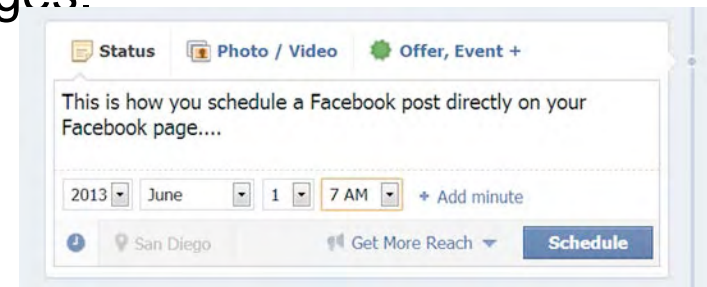 ges.
Status Photo / Video Offer, Event +
This is how you schedule a Facebook post directly on your
Facebook page....
2013 June 1 7 AM + Add minute
San Diego Get More Reach Schedule